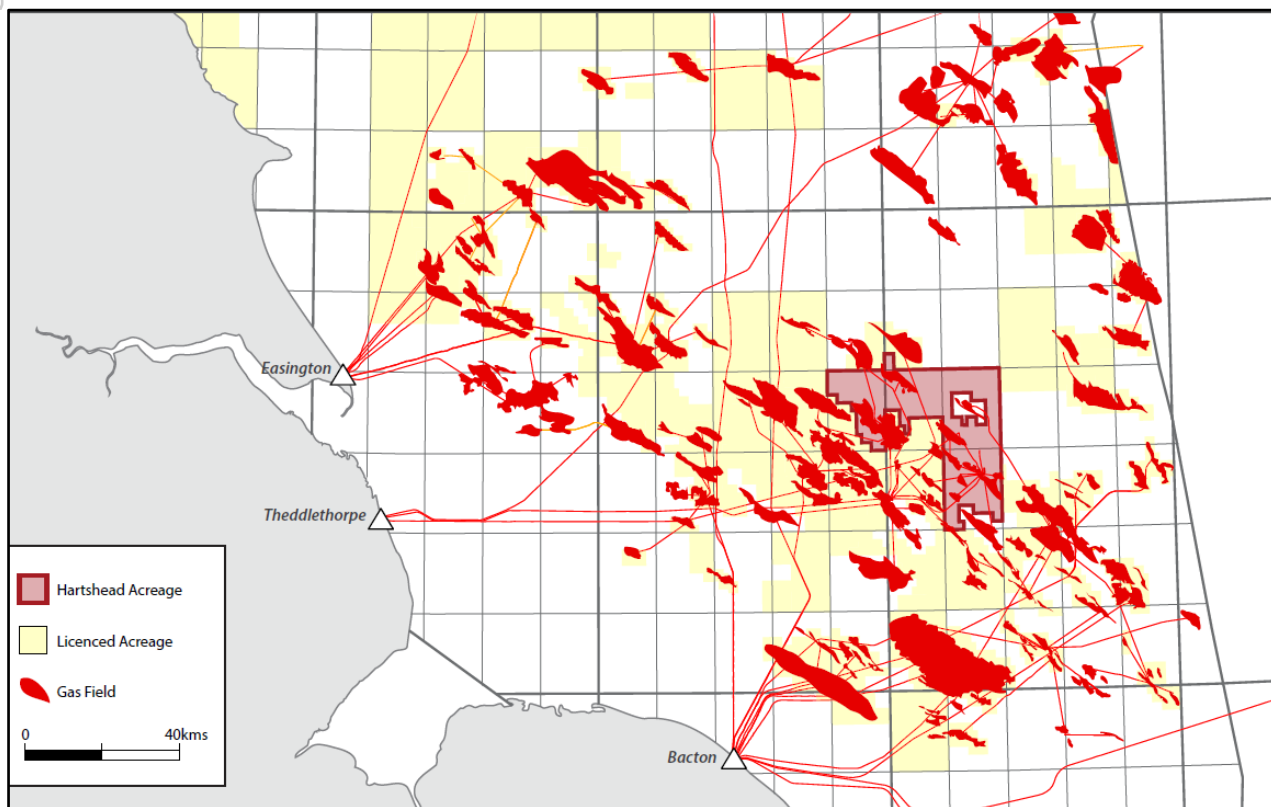 Easington
Theddlethorpe
Hartshead Acreage
Licenced Acreage
Gas Field
0 40kms
Bacton